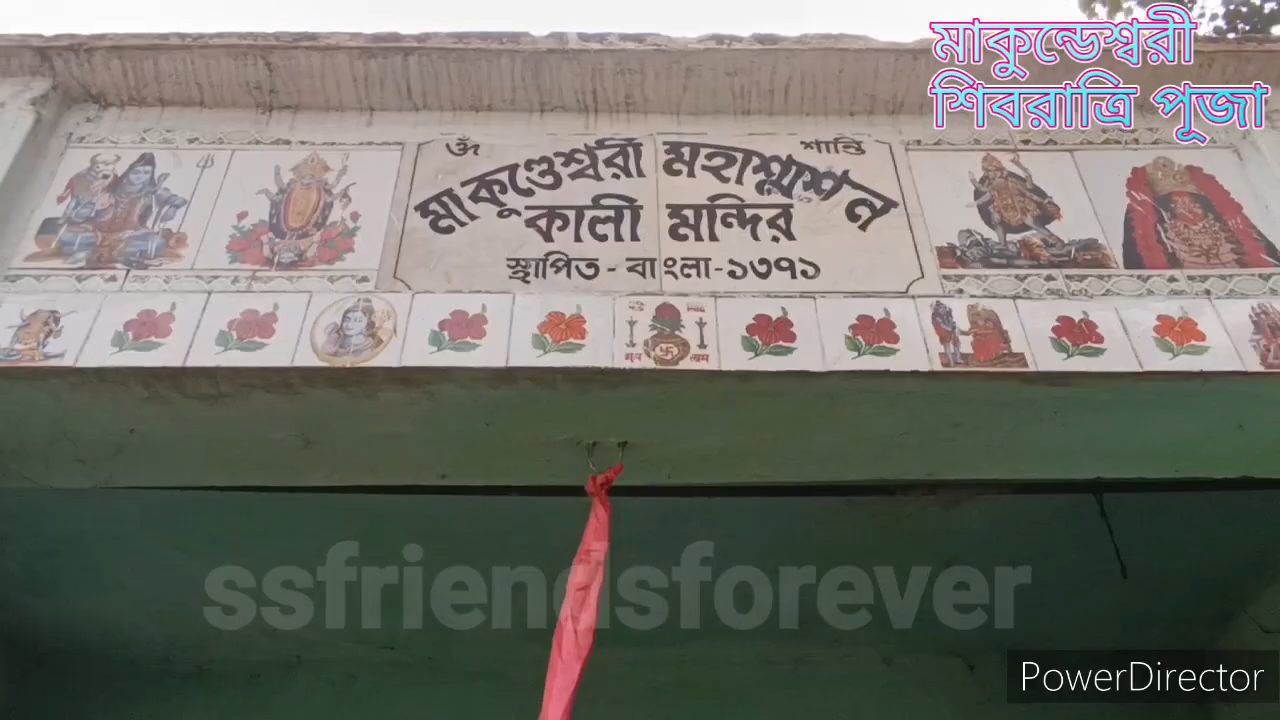 মাকুন্ডেশ্বরী
শিবরাত্রি পূজা
ওঁ শান্তি
মাকুণ্ডেশ্বরী মহাশ্মশান
কালী মন্দির
স্থাপিত - বাংলা - ১৩৭১
ssfriendsforever
PowerDirector